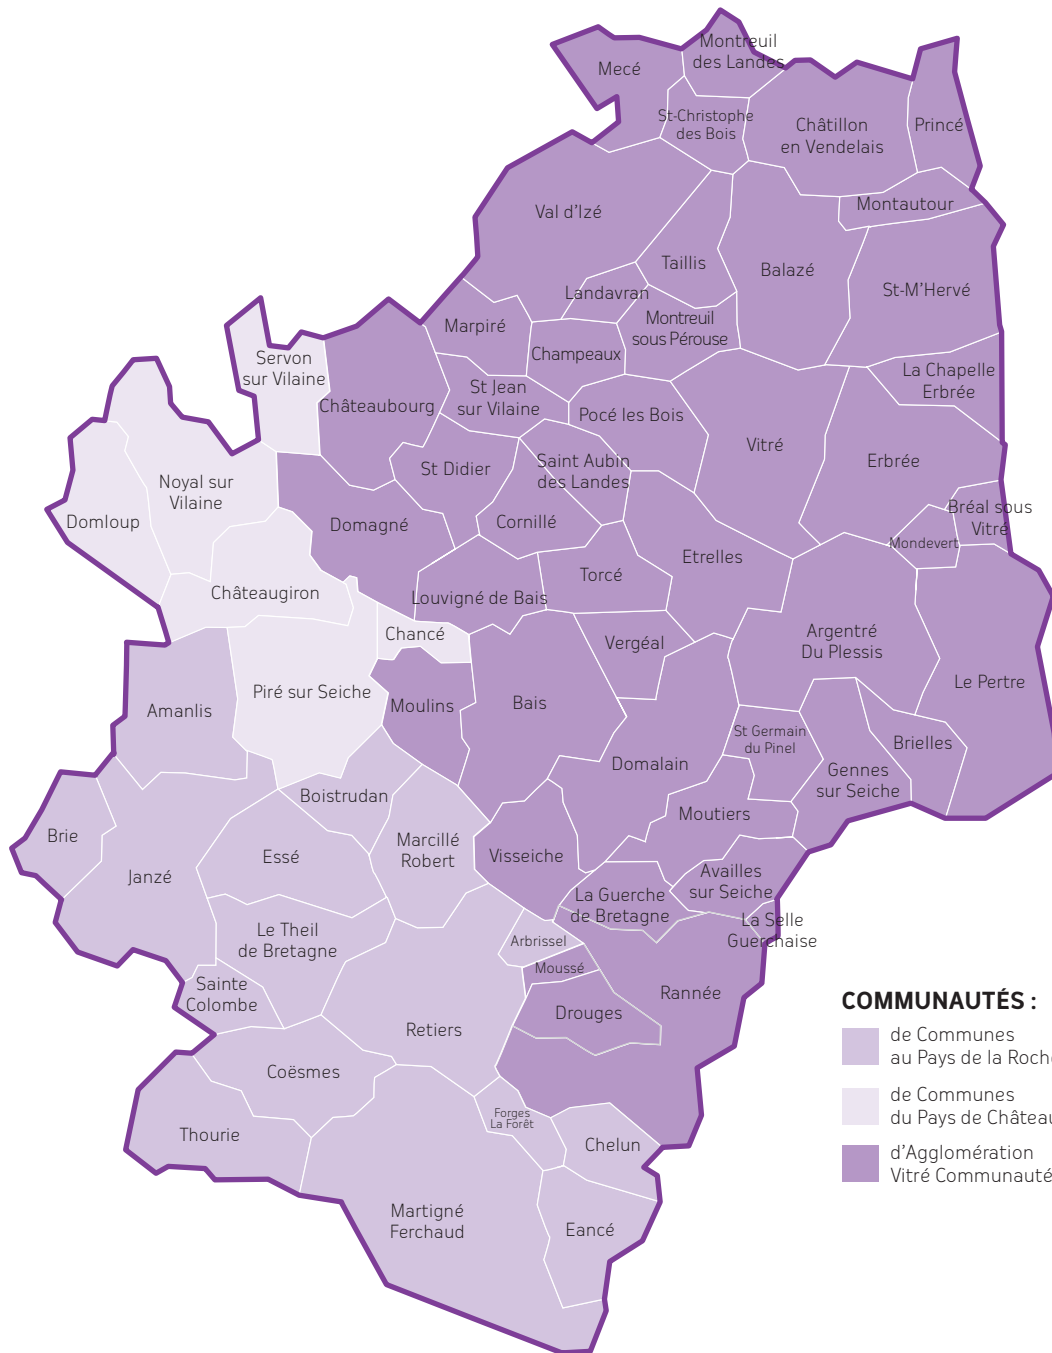 Montreuil
des Landes
Mecé
St-Christophe
des Bois
Châtillon
en Vendelais
Princé
Montautour
Val d'Izé
Taillis
Balazé
St-M'Hervé
Landavran
Marpiré
Montreuil
sous Pérouse
Champeaux
Servon
sur Vilaine
La Chapelle
Erbrée
Châteaubourg
St Jean
sur Vilaine
Pocé les Bois
Vitré
Erbrée
St Didier
Saint Aubin
des Landes
Noyal sur
Vilaine
Domloup
Domagné
Cornillé
Bréal sous
Vitré
Mondevert
Etrelles
Torcé
Châteaugiron
Louvigné de Bais
Chancé
Vergéal
Argentré
Du Plessis
Le Pertre
Piré sur Seiche
Amanlis
Moulins
Bais
St Germain
du Pinel
Brielles
Domalain
Gennes
sur Seiche
Boistrudan
Moutiers
Brie
Marcillé
Robert
Essé
Visseiche
Janzé
Availles
sur Seiche
La Guerche
de Bretagne
La Selle
Guerchaise
Le Theil
de Bretagne
Arbrissel
Moussé
Sainte
Colombe
Rannée
Drouges
Retiers
Coësmes
Forges
La Forêt
Thourie
Chelun
Martigné
Ferchaud
Eancé
COMMUNAUTÉS :
de Communes
au Pays de la Roche
de Communes
du Pays de Château
d'Agglomération
Vitré Communauté